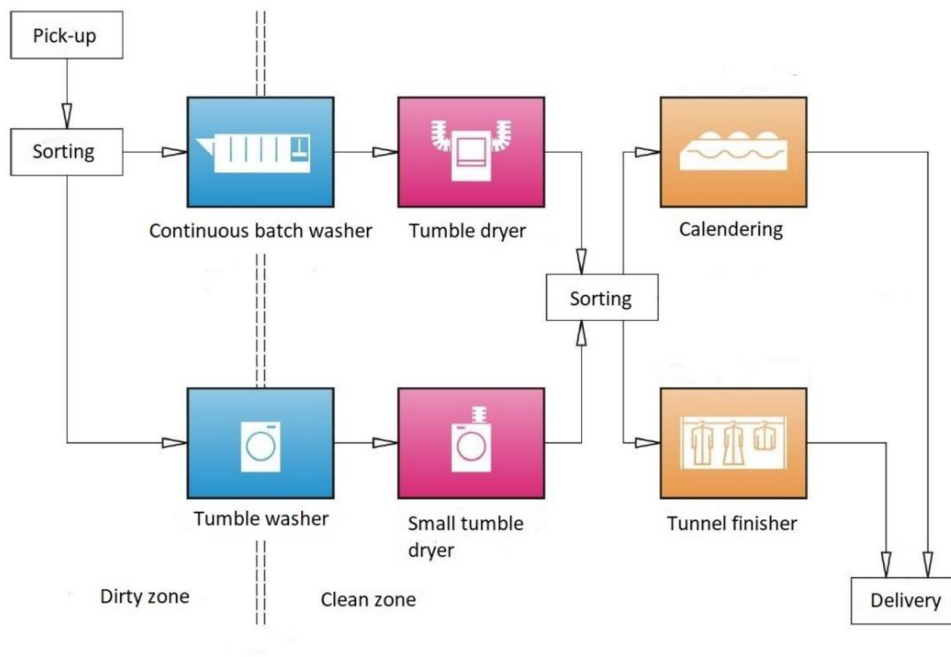 Pick-up
Sorting
Continuous batch washer
Tumble dryer
Calendering
Sorting
Tumble washer
Small tumble
dryer
Tunnel finisher
Dirty zone
Clean zone
Delivery